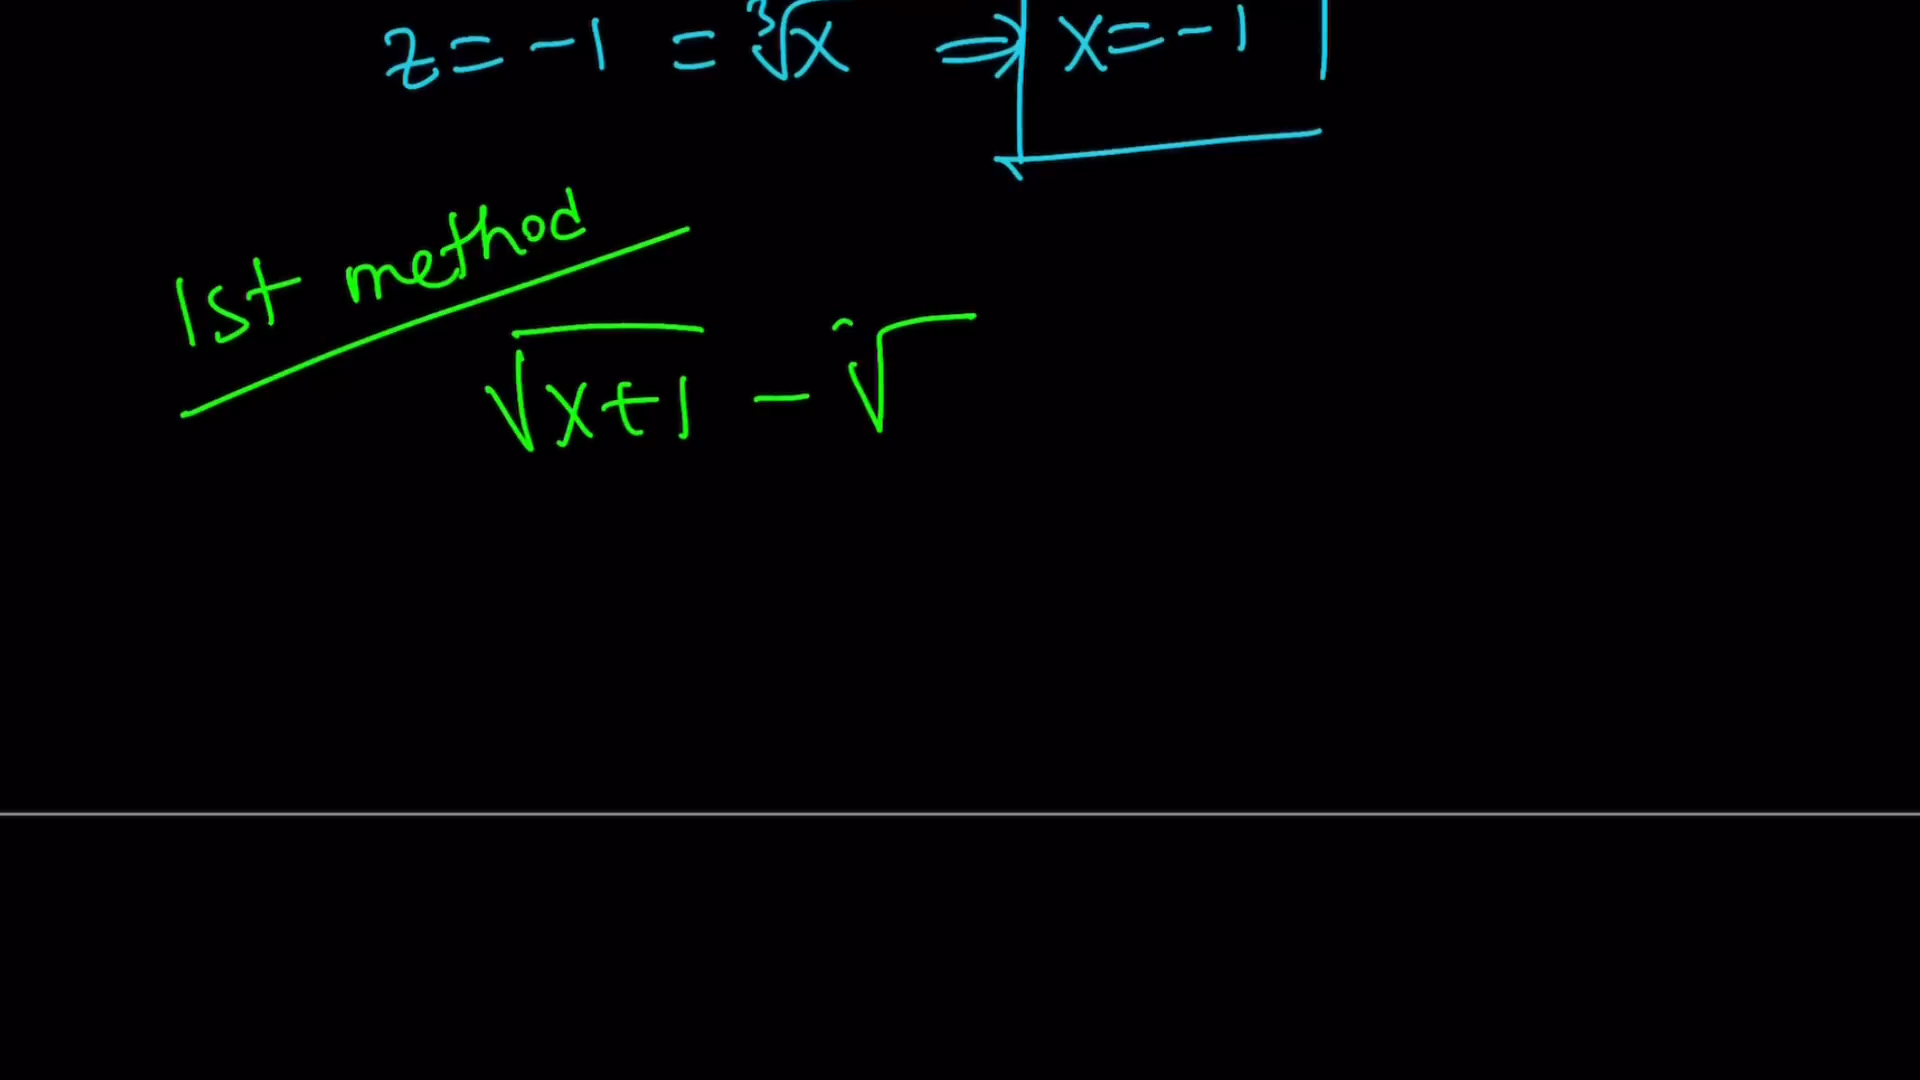 z = -1 = ∛x ⇒ x = -1
1st method
√(x+1) - √